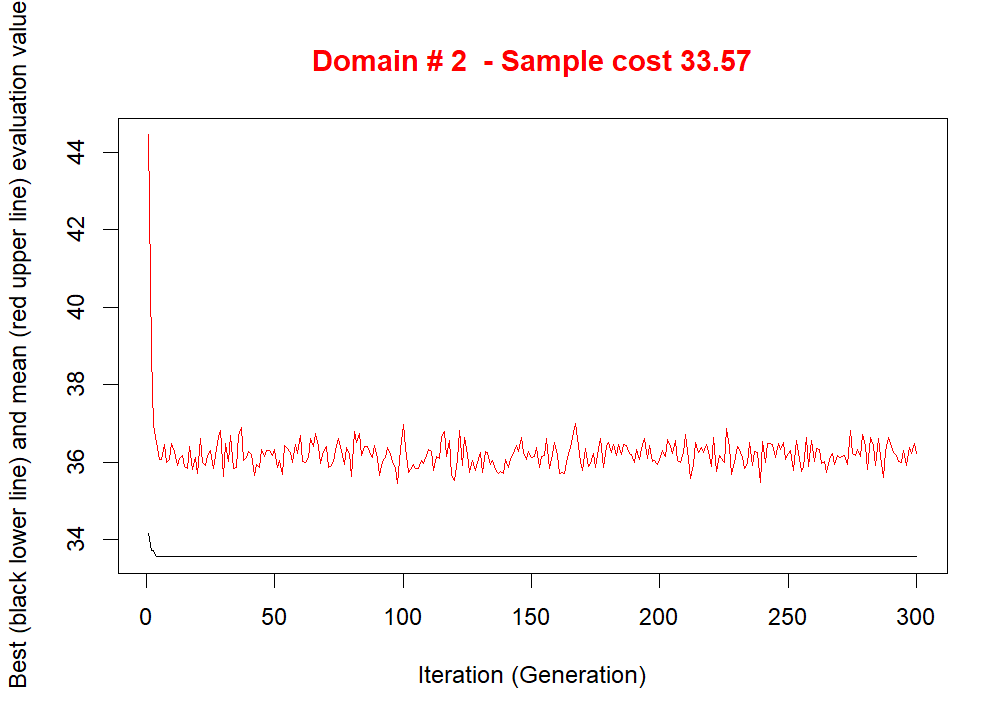 Domain # 2  - Sample cost 33.57
Best (black lower line) and mean (red upper line) evaluation value
44
42
40
38
36
34
0 50 100 150 200 250 300
Iteration (Generation)